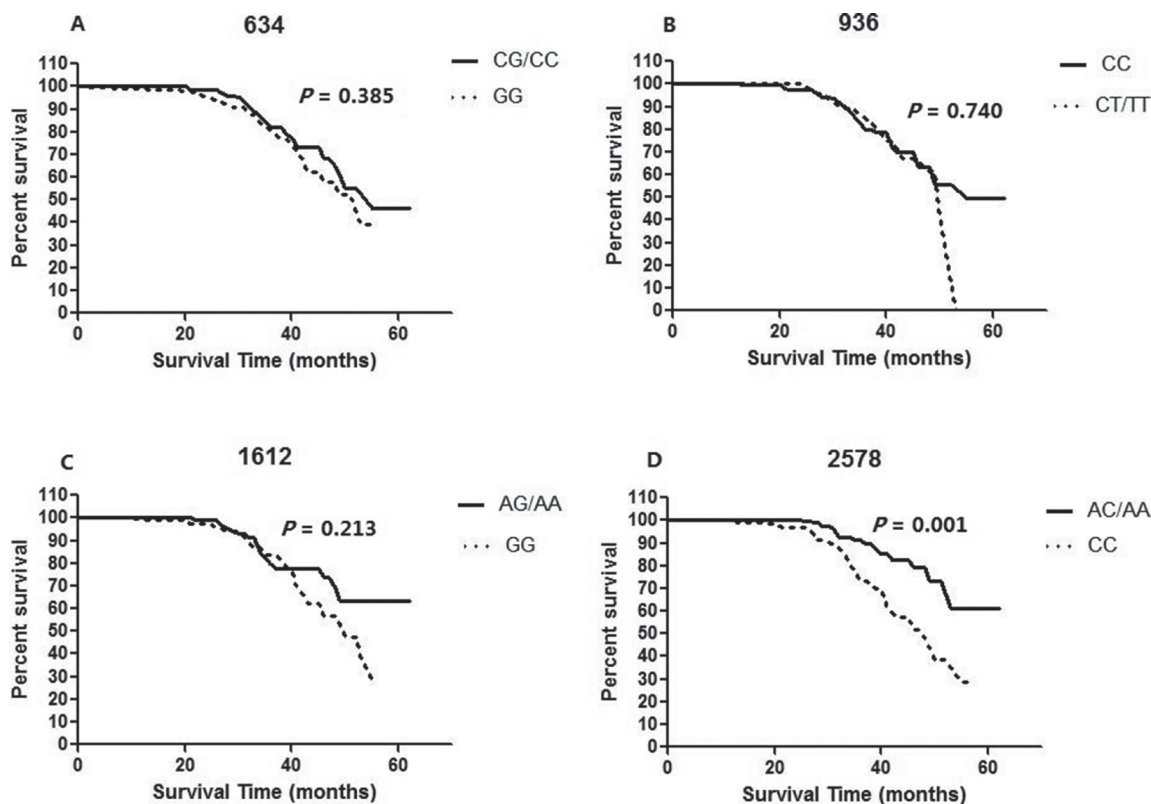 A
634
CG/CC
GG
P = 0.385
Percent survival
110
100
90
80
70
60
50
40
30
20
10
0
0 20 40 60
Survival Time (months)
B
936
CC
CT/TT
P = 0.740
Percent survival
110
100
90
80
70
60
50
40
30
20
10
0
0 20 40 60
Survival Time (months)
C
1612
AG/AA
GG
P = 0.213
Percent survival
110
100
90
80
70
60
50
40
30
20
10
0
0 20 40 60
Survival Time (months)
D
2578
AC/AA
CC
P = 0.001
Percent survival
110
100
90
80
70
60
50
40
30
20
10
0
0 20 40 60
Survival Time (months)